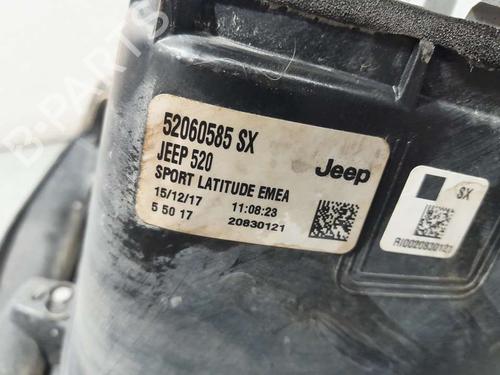 B-PARTS
52060585 SX
JEEP 520
Jeep
SPORT LATITUDE EMEA
15/12/17 11:08:23
5 50 17 20830121
SX
R10020830121